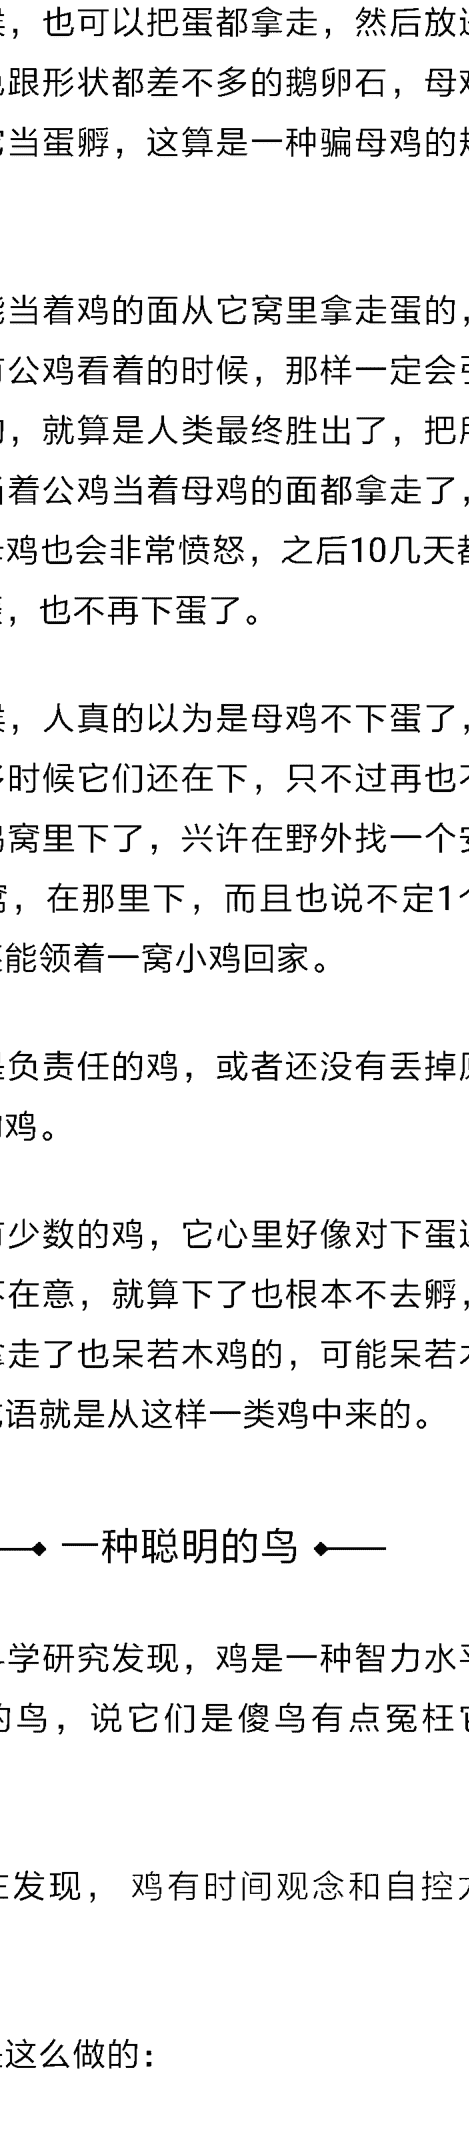 ，也可以把蛋都拿走，然后放
跟形状都差不多的鹅卵石，母
当蛋孵，这算是一种骗母鸡的
当着鸡的面从它窝里拿走蛋的，
公鸡看着的时候，那样一定会
，就算是人类最终胜出了，把
着公鸡当着母鸡的面都拿走了，
鸡也会非常愤怒，之后10几天
，也不再下蛋了。
，人真的以为是母鸡不下蛋了，
时候它们还在下，只不过再也
窝里下了，兴许在野外找一个
，在那里下，而且也说不定1
能领着一窝小鸡回家。
负责任的鸡，或者还没有丢掉
鸡。
少数的鸡，它心里好像对下蛋
在意，就算下了也根本不去孵，
走了也呆若木鸡的，可能呆若
语就是从这样一类鸡中来的。
一种聪明的鸟
学研究发现，鸡是一种智力水
的鸟，说它们是傻鸟有点冤枉
发现， 鸡有时间观念和自控
这么做的：